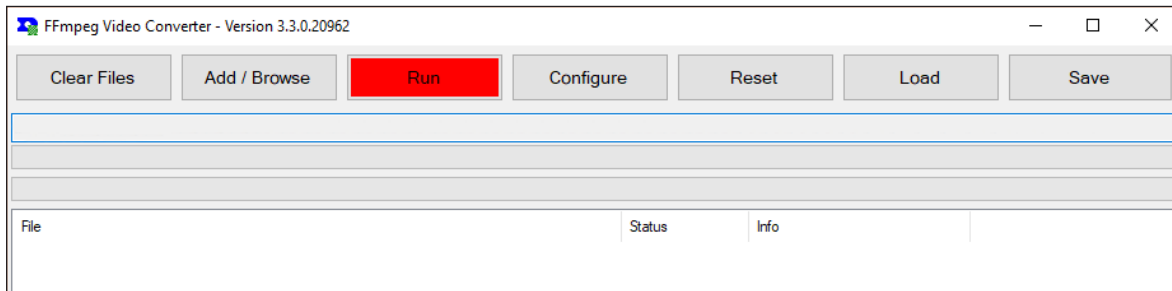 FFmpeg Video Converter - Version 3.3.0.20962
Clear Files Add / Browse Run Configure Reset Load Save
File Status Info